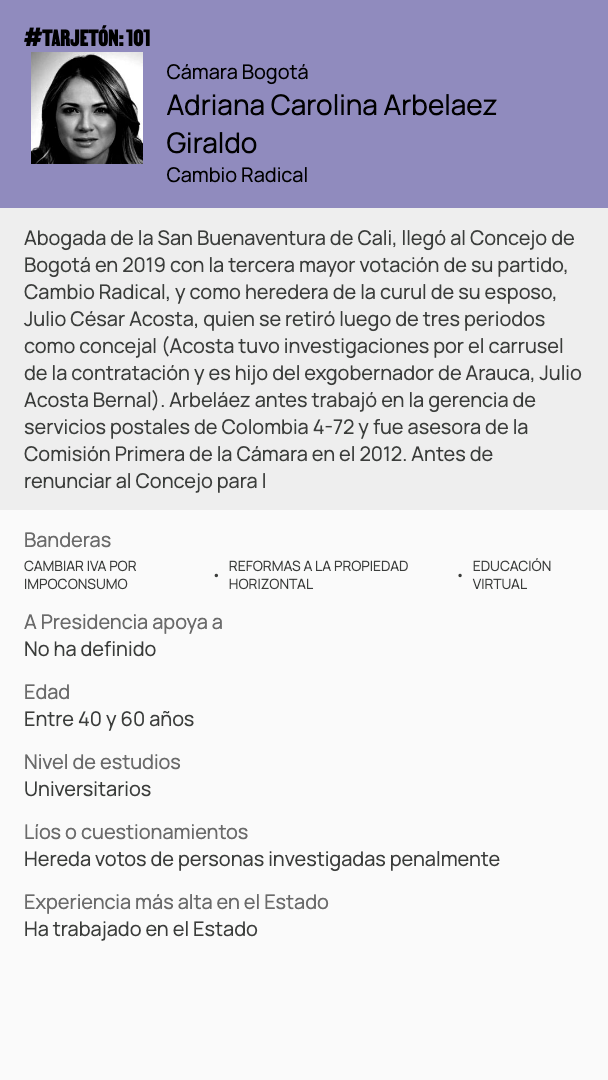 #TARJETÓN: 101
Cámara Bogotá
Adriana Carolina Arbelaez
Giraldo
Cambio Radical
Abogada de la San Buenaventura de Cali, llegó al Concejo de
Bogotá en 2019 con la tercera mayor votación de su partido,
Cambio Radical, y como heredera de la curul de su esposo,
Julio César Acosta, quien se retiró luego de tres periodos
como concejal (Acosta tuvo investigaciones por el carrusel
de la contratación y es hijo del exgobernador de Arauca, Julio
Acosta Bernal). Arbeláez antes trabajó en la gerencia de
servicios postales de Colombia 4-72 y fue asesora de la
Comisión Primera de la Cámara en el 2012. Antes de
renunciar al Concejo para l
Banderas
CAMBIAR IVA POR
IMPOCONSUMO
• REFORMAS A LA PROPIEDAD
HORIZONTAL
• EDUCACIÓN
VIRTUAL
A Presidencia apoya a
No ha definido
Edad
Entre 40 y 60 años
Nivel de estudios
Universitarios
Líos o cuestionamientos
Hereda votos de personas investigadas penalmente
Experiencia más alta en el Estado
Ha trabajado en el Estado